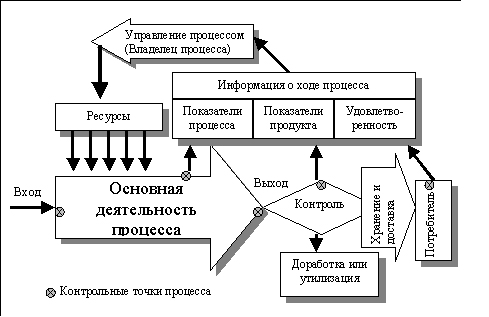 Управление процессом
(Владелец процесса)
Информация о ходе процесса
Ресурсы
Показатели
процесса
Показатели
продукта
Удовлетво-
ренность
Вход
Основная
деятельность
процесса
Выход
Контроль
Хранение и
доставка
Потребитель
Доработка или
утилизация
Контрольные точки процесса